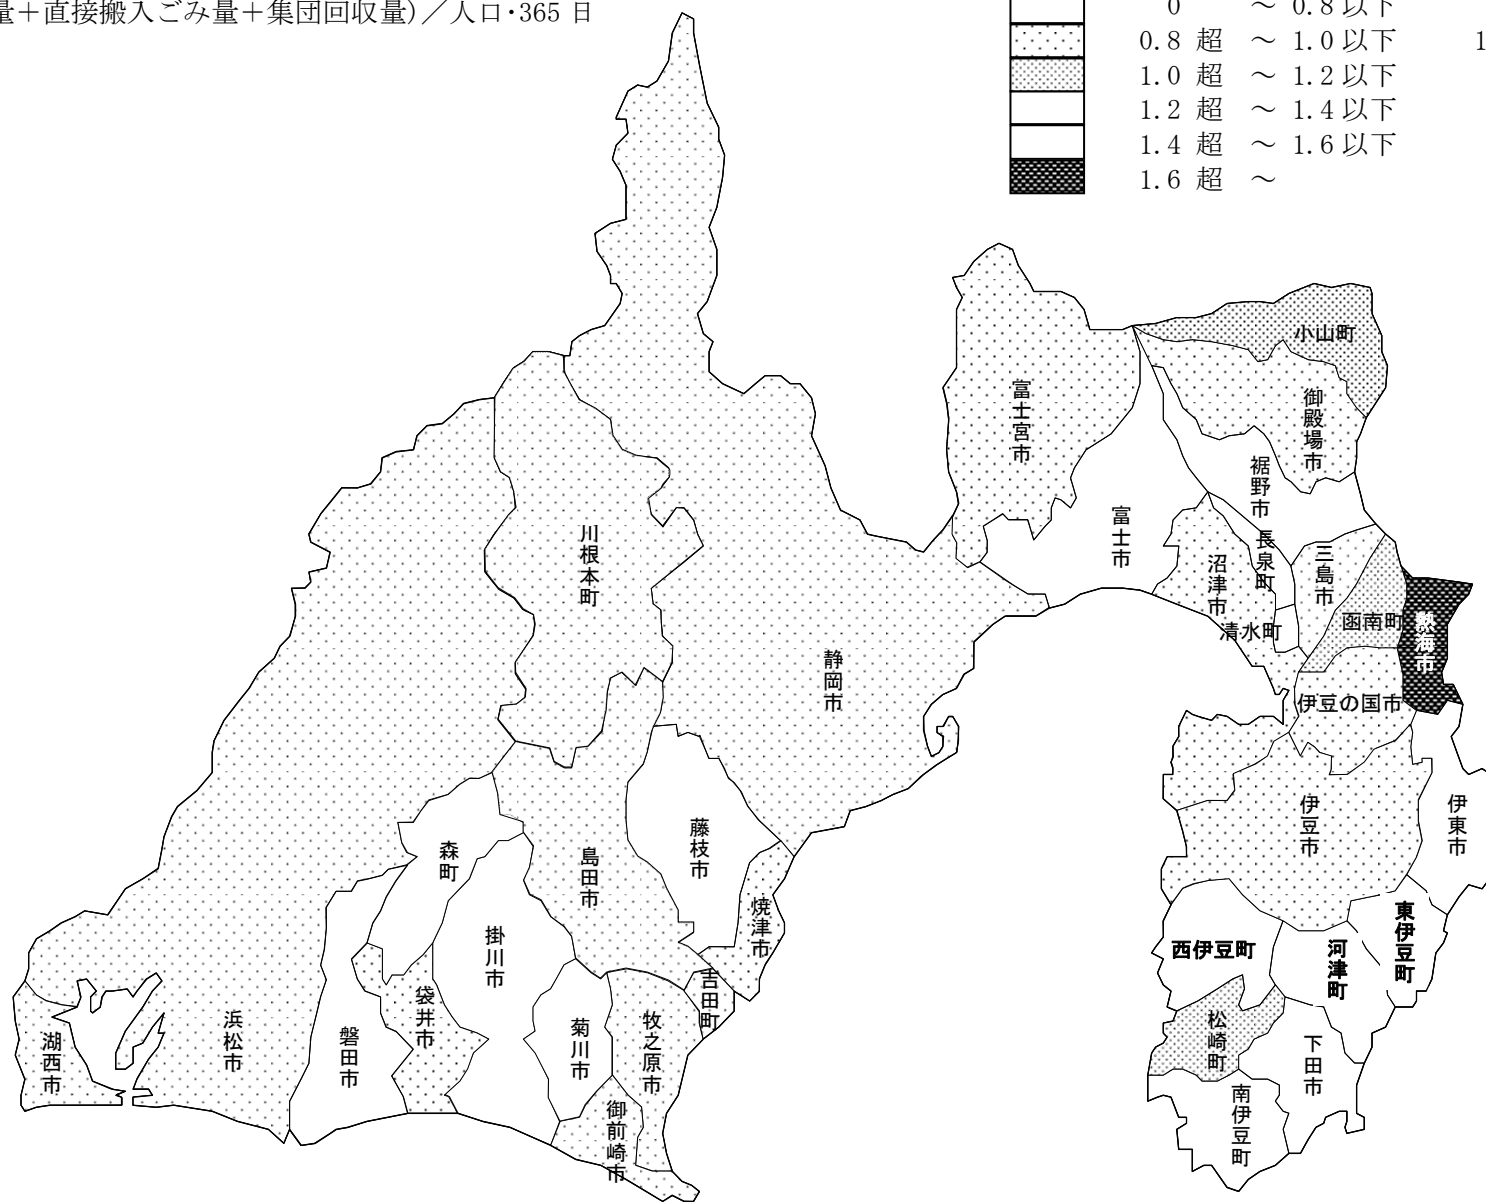 量＋直接搬入ごみ量＋集団回収量）／人口・365 日
0 ～ 0.8以下
0.8 超 ～ 1.0以下 1
1.0 超 ～ 1.2以下
1.2 超 ～ 1.4以下
1.4 超 ～ 1.6以下
1.6 超 ～
小山町
御殿場市
富士宮市
裾野市
富士市
長泉町
三島市
沼津市
川根本町
函南町
熱海市
清水町
静岡市
伊豆の国市
伊豆市
伊東市
藤枝市
森町
島田市
焼津市
東伊豆町
掛川市
西伊豆町
河津町
吉田町
袋井市
浜松市
牧之原市
菊川市
松崎町
磐田市
湖西市
下田市
南伊豆町
御前崎市